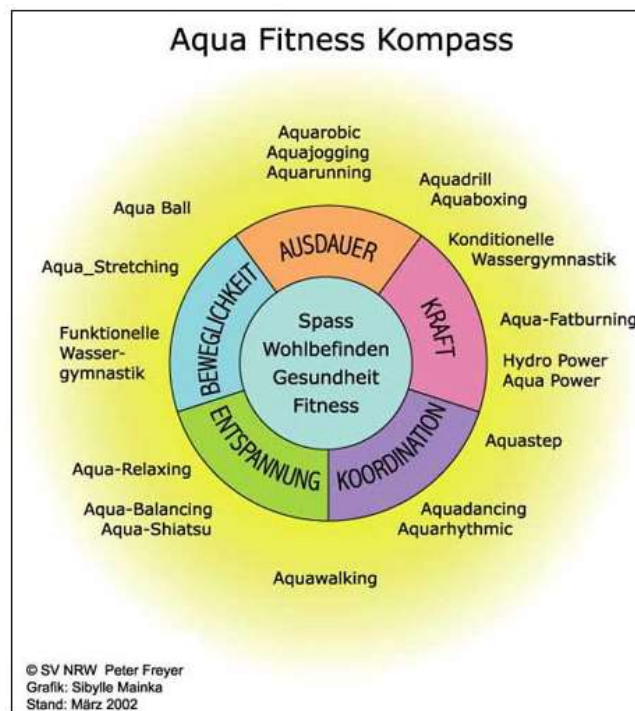 Aqua Fitness Kompass
Aquarobic
Aquajogging
Aquarunning
Aquadrill
Aquaboxing
Aqua Ball
AUSDAUER
Konditionelle
Wassergymnastik
Aqua_Stretching
BEWEGLICHKEIT
KRAFT
Spass
Wohlbefinden
Gesundheit
Fitness
Aqua-Fatburning
Funktionelle
Wasser-
gymnastik
Hydro Power
Aqua Power
ENTSPANNUNG
KOORDINATION
Aquastep
Aqua-Relaxing
Aqua-Balancing
Aqua-Shiatsu
Aquadancing
Aquarhythmic
Aquawalking
© SV NRW Peter Freyer
Grafik: Sibylle Mainka
Stand: März 2002